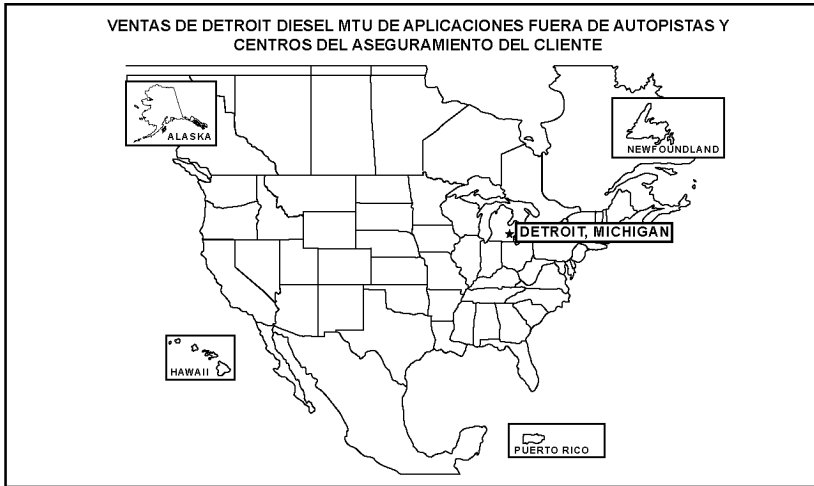 VENTAS DE DETROIT DIESEL MTU DE APLICACIONES FUERA DE AUTOPISTAS Y
CENTROS DEL ASEGURAMIENTO DEL CLIENTE
ALASKA
NEWFOUNDLAND
DETROIT, MICHIGAN
HAWAII
PUERTO RICO